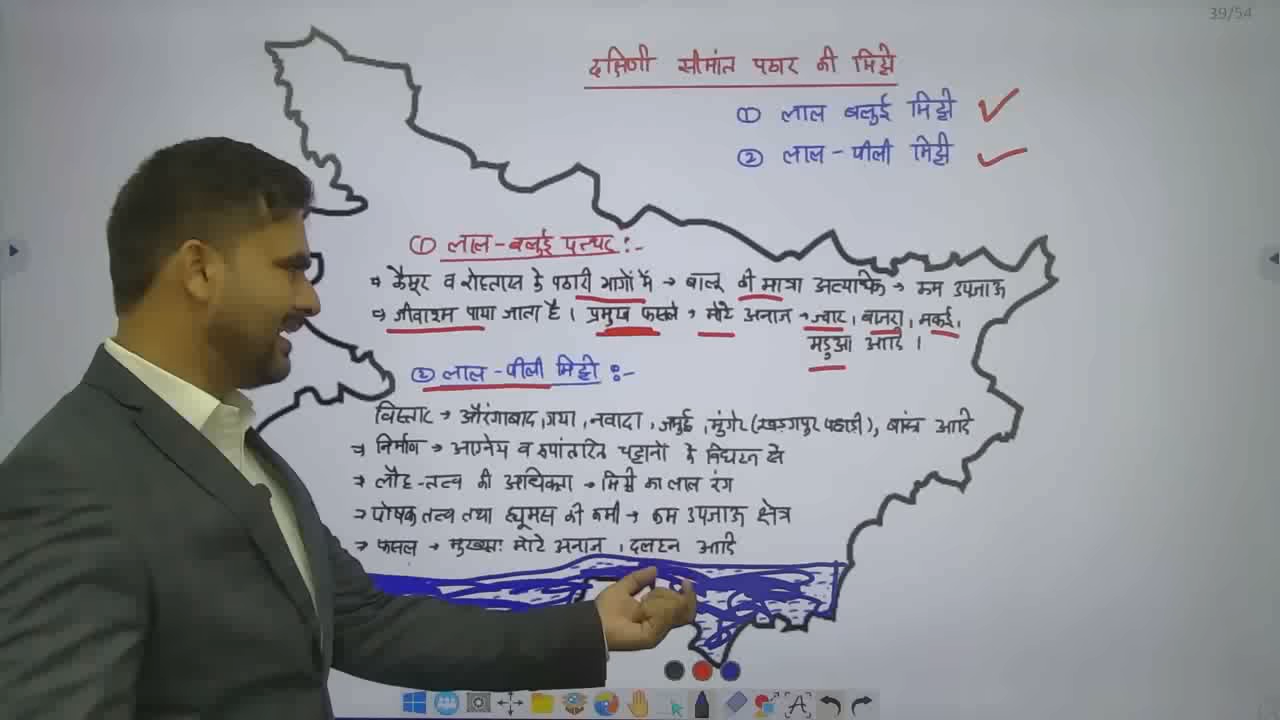 39/54
दक्षिणी सीमांत पठार की मिट्टी
① लाल बलुई मिट्टी
② लाल-पीली मिट्टी
① लाल-बलुई पत्थर :-
कैमूर व रोहतास के पठारी भागों में → बालू की मात्रा अत्यधिक → कम उपजाऊ
जीवाश्म पाया जाता है। प्रमुख फसले → मोटे अनाज → ज्वार, बाजरा, मकई,
मडुआ आदि।
② लाल-पीली मिट्टी :-
विस्तार → औरंगाबाद, गया, नवादा, जमुई, मुंगेर (खड़गपुर पहाड़ी), बांका आदि
→ निर्माण → आग्नेय व रूपांतरित चट्टानों के विघटन से
→ लौह-तत्व की अधिकता → मिट्टी का लाल रंग
→ पोषक तत्व तथा ह्यूमस की कमी → कम उपजाऊ क्षेत्र
→ फसल → मुख्यतः मोटे अनाज, दलहन आदि